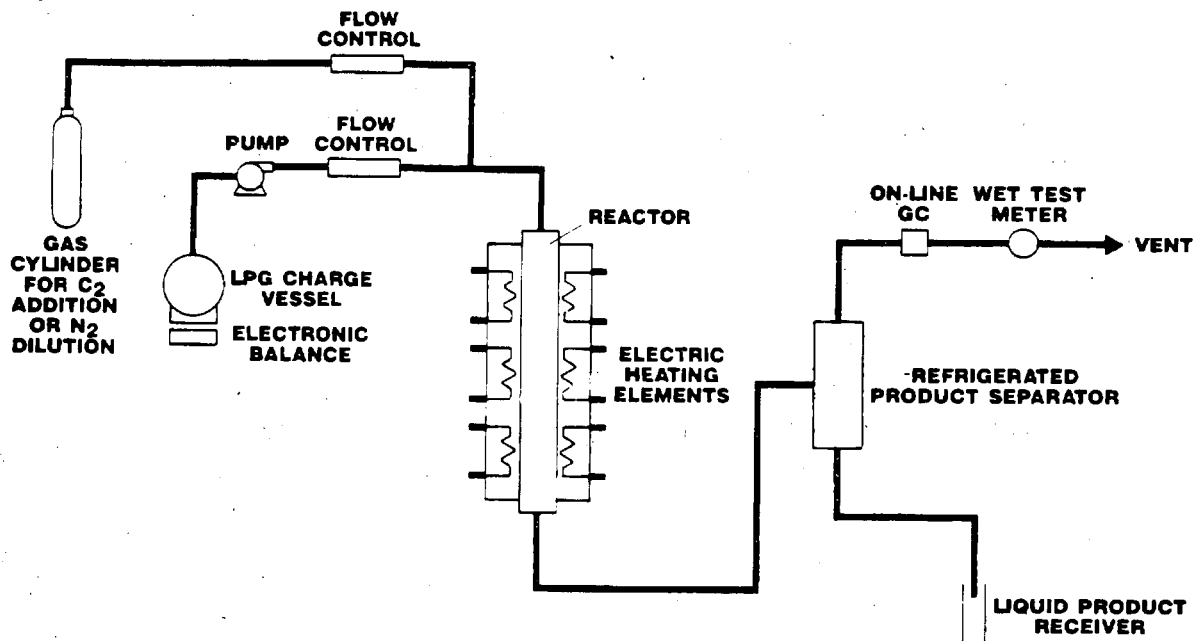 FLOW
CONTROL
PUMP
FLOW
CONTROL
GAS
CYLINDER
FOR C₂
ADDITION
OR N₂
DILUTION
LPG CHARGE
VESSEL
ELECTRONIC
BALANCE
REACTOR
ELECTRIC
HEATING
ELEMENTS
ON-LINE
GC
WET TEST
METER
VENT
REFRIGERATED
PRODUCT SEPARATOR
LIQUID PRODUCT
RECEIVER